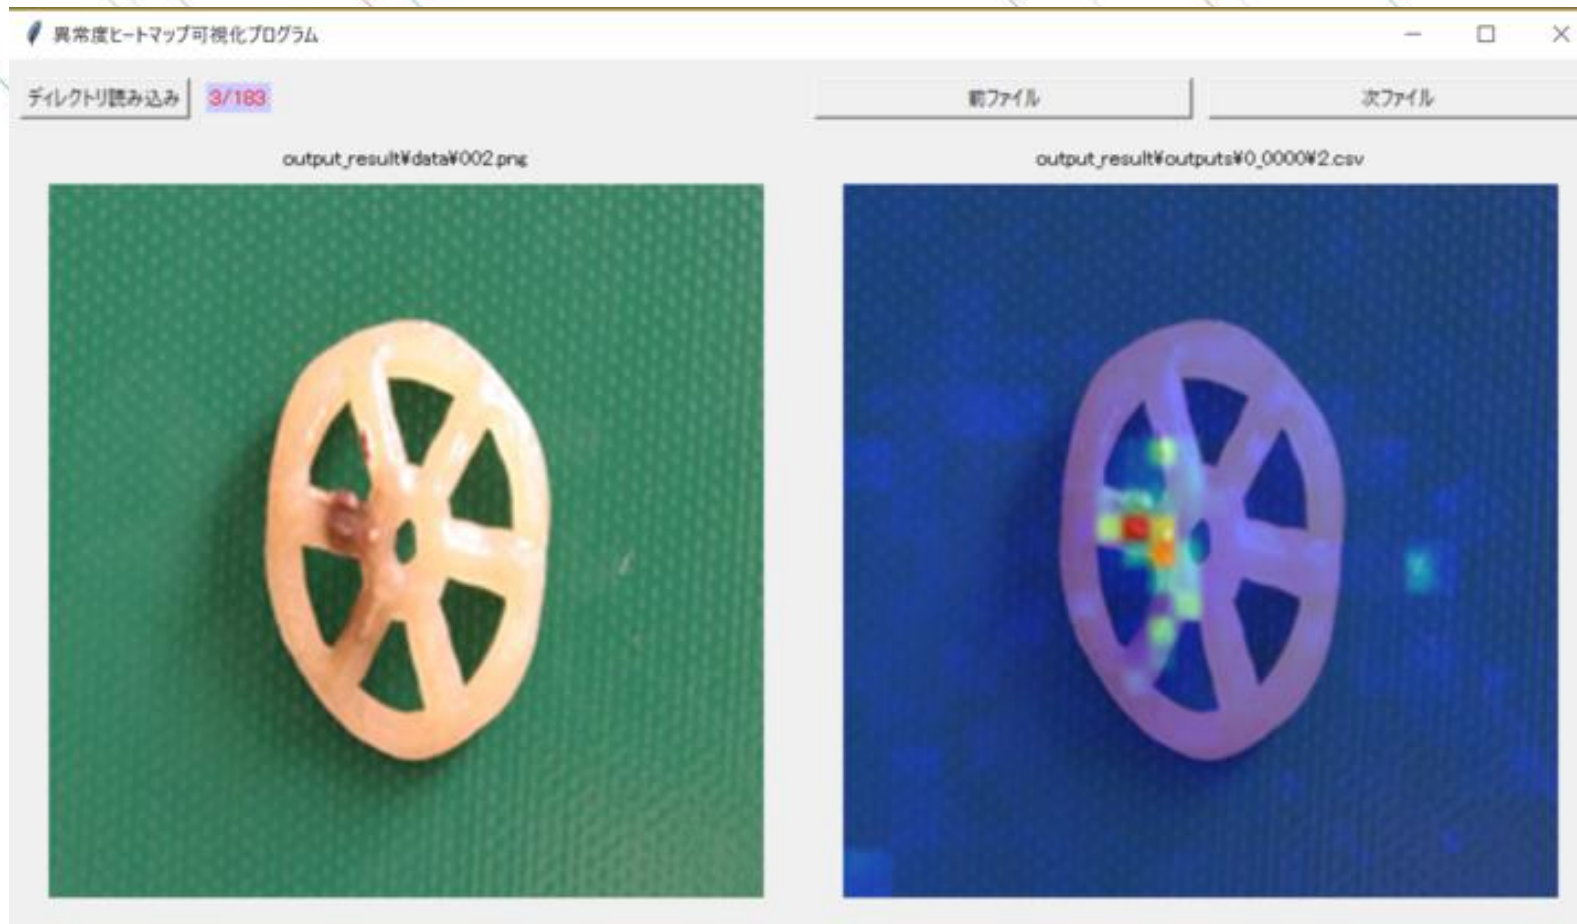 異常度ヒートマップ可視化プログラム
ディレクトリ読み込み 3/183 前ファイル 次ファイル
output_result¥data¥002.png output_result¥outputs¥0_0000¥2.csv